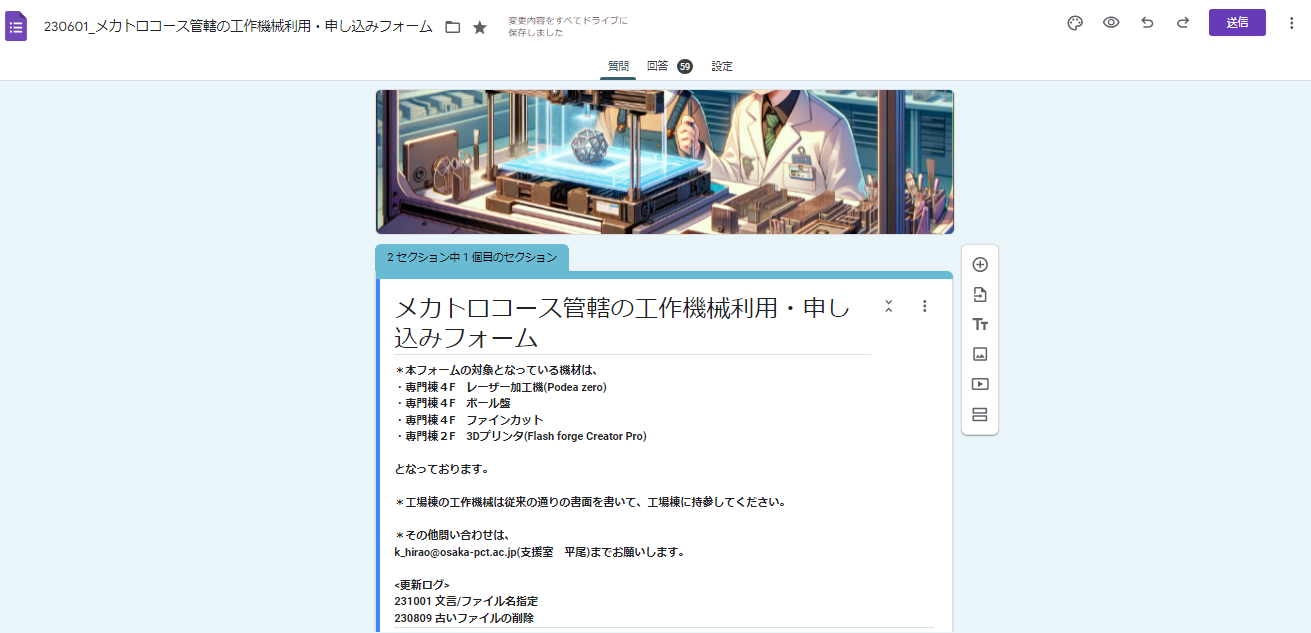 230601_メカトロコース管轄の工作機械利用・申し込みフォーム
変更内容をすべてドライブに
保存しました
送信
質問 回答 59 設定
2 セクション中 1 個目のセクション
メカトロコース管轄の工作機械利用・申し
込みフォーム
＊本フォームの対象となっている機材は、
・専門棟４F　レーザー加工機(Podea zero)
・専門棟４F　ボール盤
・専門棟４F　ファインカット
・専門棟２F　3Dプリンタ(Flash forge Creator Pro)
となっております。
＊工場棟の工作機械は従来の通りの書面を書いて、工場棟に持参してください。
＊その他問い合わせは、
k_hirao@osaka-pct.ac.jp(支援室　平尾)までお願いします。
<更新ログ>
231001 文言/ファイル名指定
230809 古いファイルの削除
Tт